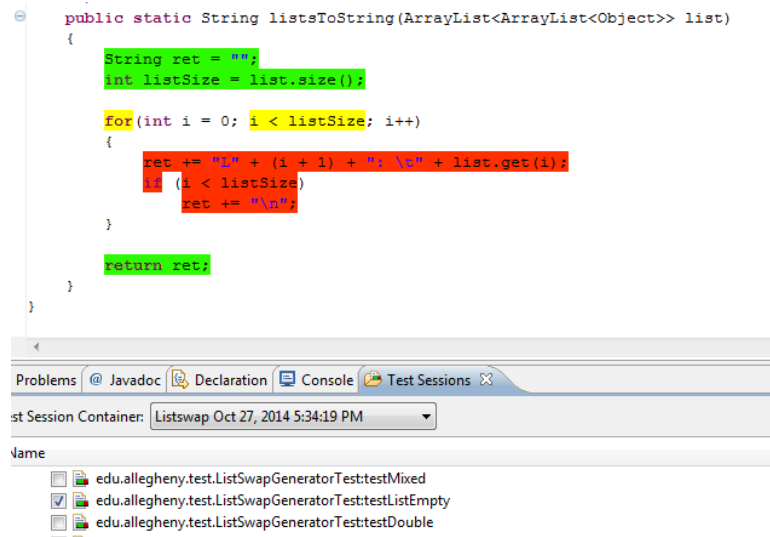 public static String listsToString(ArrayList<ArrayList<Object>> list)
{
String ret = "";
int listSize = list.size();
for(int i = 0; i < listSize; i++)
{
ret += "L" + (i + 1) + ": \t" + list.get(i);
if (i < listSize)
ret += "\n";
}
return ret;
}
}
Problems @ Javadoc Declaration Console Test Sessions
est Session Container: Listswap Oct 27, 2014 5:34:19 PM
Name
edu.allegheny.test.ListSwapGeneratorTest:testMixed
edu.allegheny.test.ListSwapGeneratorTest:testListEmpty
edu.allegheny.test.ListSwapGeneratorTest:testDouble